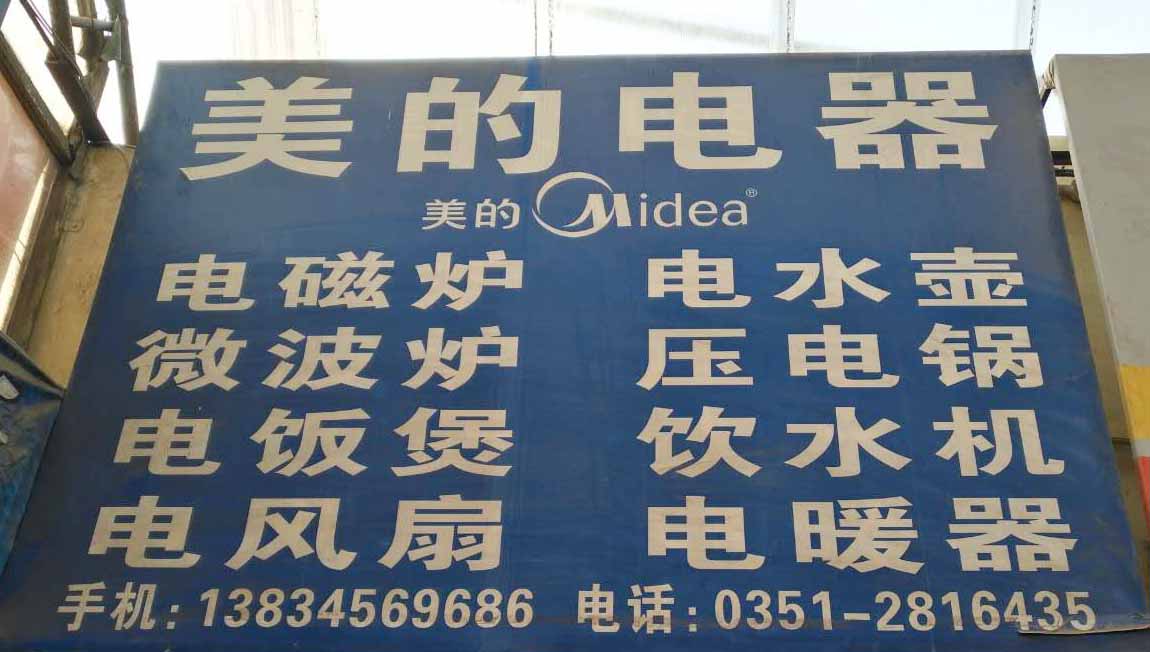 美的电器
美的 Midea®
电磁炉 电水壶
微波炉 压电锅
电饭煲 饮水机
电风扇 电暖器
手机:13834569686 电话:0351-2816435